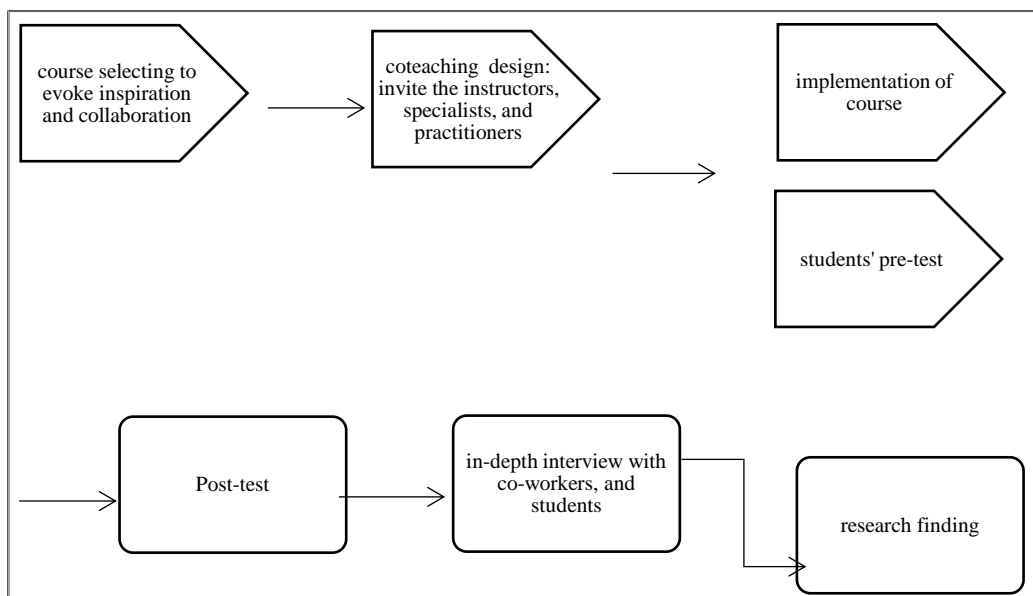 course selecting to
evoke inspiration
and collaboration
coteaching design:
invite the instructors,
specialists, and
practitioners
implementation of
course
students' pre-test
Post-test
in-depth interview with
co-workers, and
students
research finding